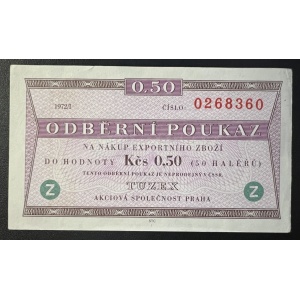 0.50
1972/I ČÍSLO: 0268360
ODBĚRNÍ POUKAZ
NA NÁKUP EXPORTNÍHO ZBOŽÍ
DO HODNOTY Kčs 0,50 (50 HALÉŘŮ)
TENTO ODBĚRNÍ POUKAZ JE NEPRODEJNÝ V ČSSR.
Z TUZEX Z
AKCIOVÁ SPOLEČNOST PRAHA